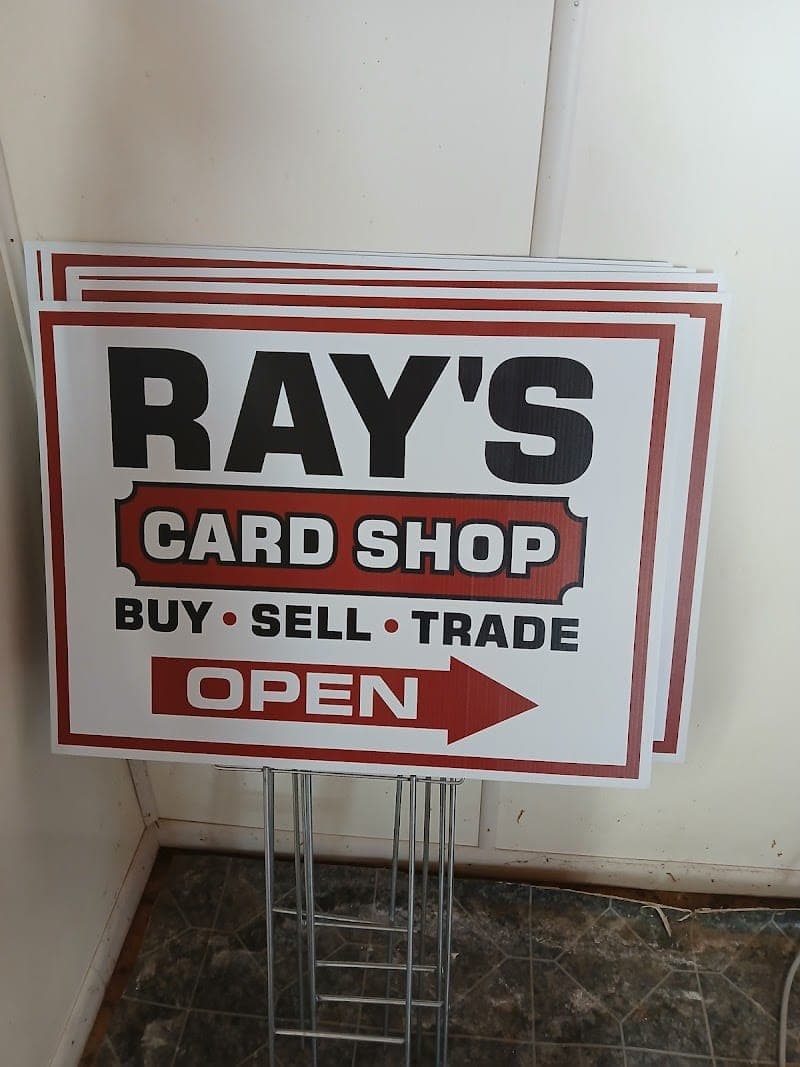 RAY'S
CARD SHOP
BUY • SELL • TRADE
OPEN